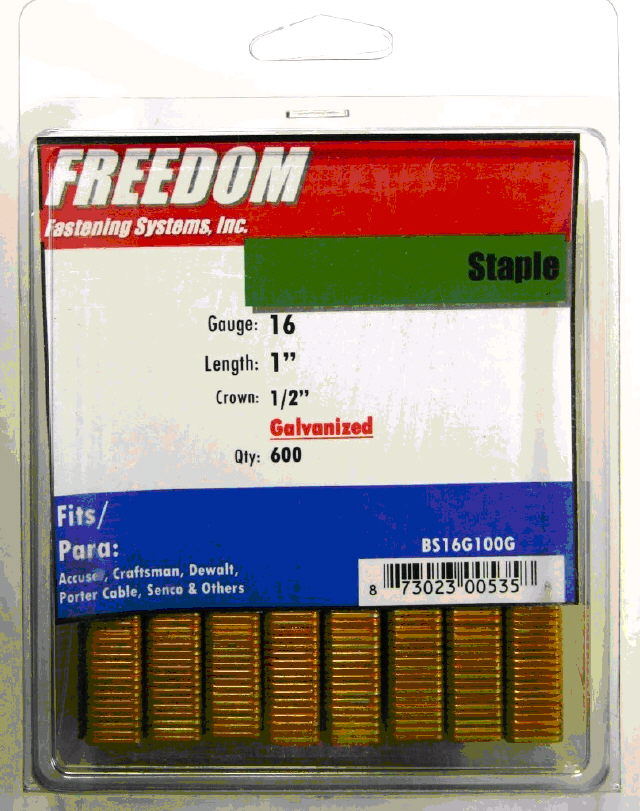 FREEDOM
Fastening Systems, Inc.
Staple
Gauge: 16
Length: 1”
Crown: 1/2”
Galvanized
Qty: 600
Fits/
Para:
BS16G100G
Accuset, Craftsman, Dewalt,
Porter Cable, Senco & Others
8 73023 00535